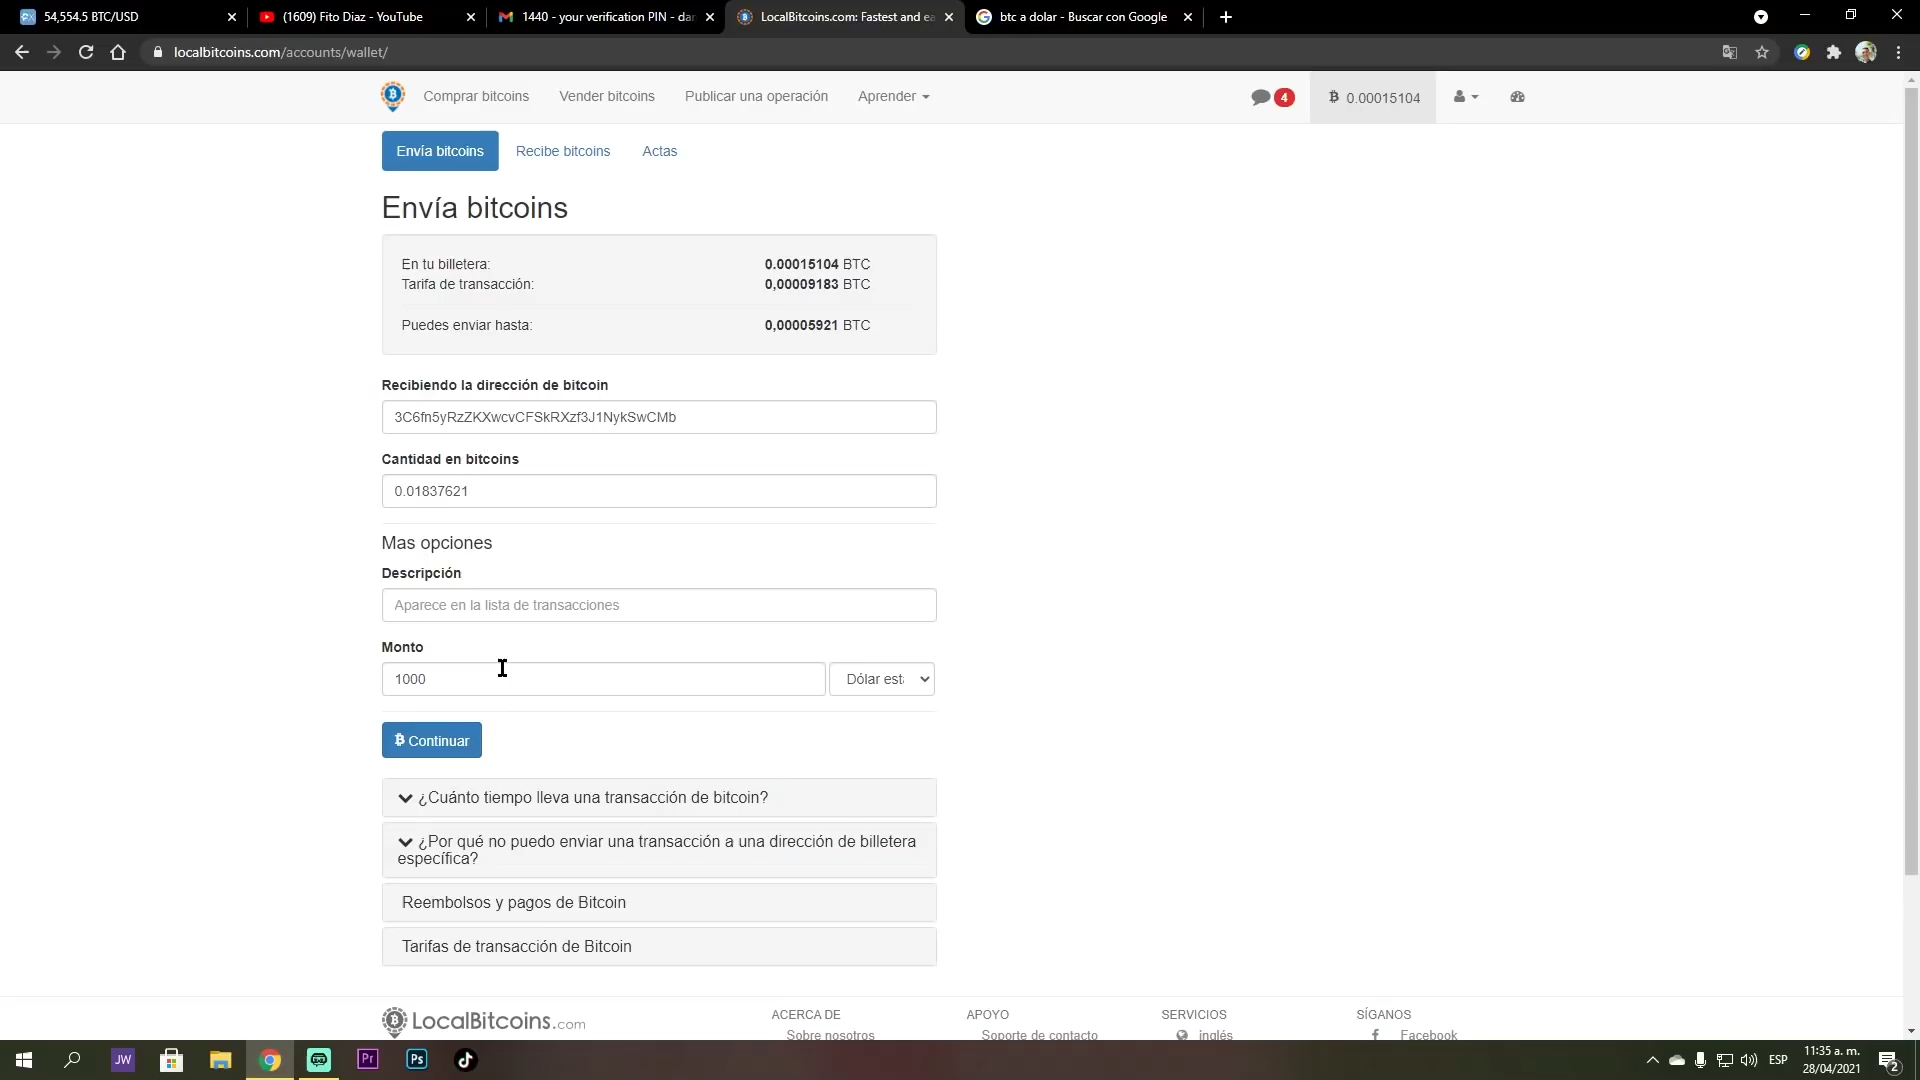 54,554.5 BTC/USD
(1609) Fito Diaz - YouTube
1440 - your verification PIN - dan
LocalBitcoins.com: Fastest and ea
btc a dolar - Buscar con Google
localbitcoins.com/accounts/wallet/
Comprar bitcoins
Vender bitcoins
Publicar una operación
Aprender
4
0.00015104
Envía bitcoins
Recibe bitcoins
Actas
Envía bitcoins
En tu billetera: 0.00015104 BTC
Tarifa de transacción: 0,00009183 BTC
Puedes enviar hasta: 0,00005921 BTC
Recibiendo la dirección de bitcoin
3C6fn5yRzZKXwcvCFSkRXzf3J1NykSwCMb
Cantidad en bitcoins
0.01837621
Mas opciones
Descripción
Aparece en la lista de transacciones
Monto
1000
Dólar est
Continuar
¿Cuánto tiempo lleva una transacción de bitcoin?
¿Por qué no puedo enviar una transacción a una dirección de billetera
específica?
Reembolsos y pagos de Bitcoin
Tarifas de transacción de Bitcoin
LocalBitcoins.com
ACERCA DE
APOYO
SERVICIOS
SÍGANOS
Sobre nosotros
Soporte de contacto
inglés
Facebook
JW
Pr
Ps
ESP
11:35 a. m.
28/04/2021
2